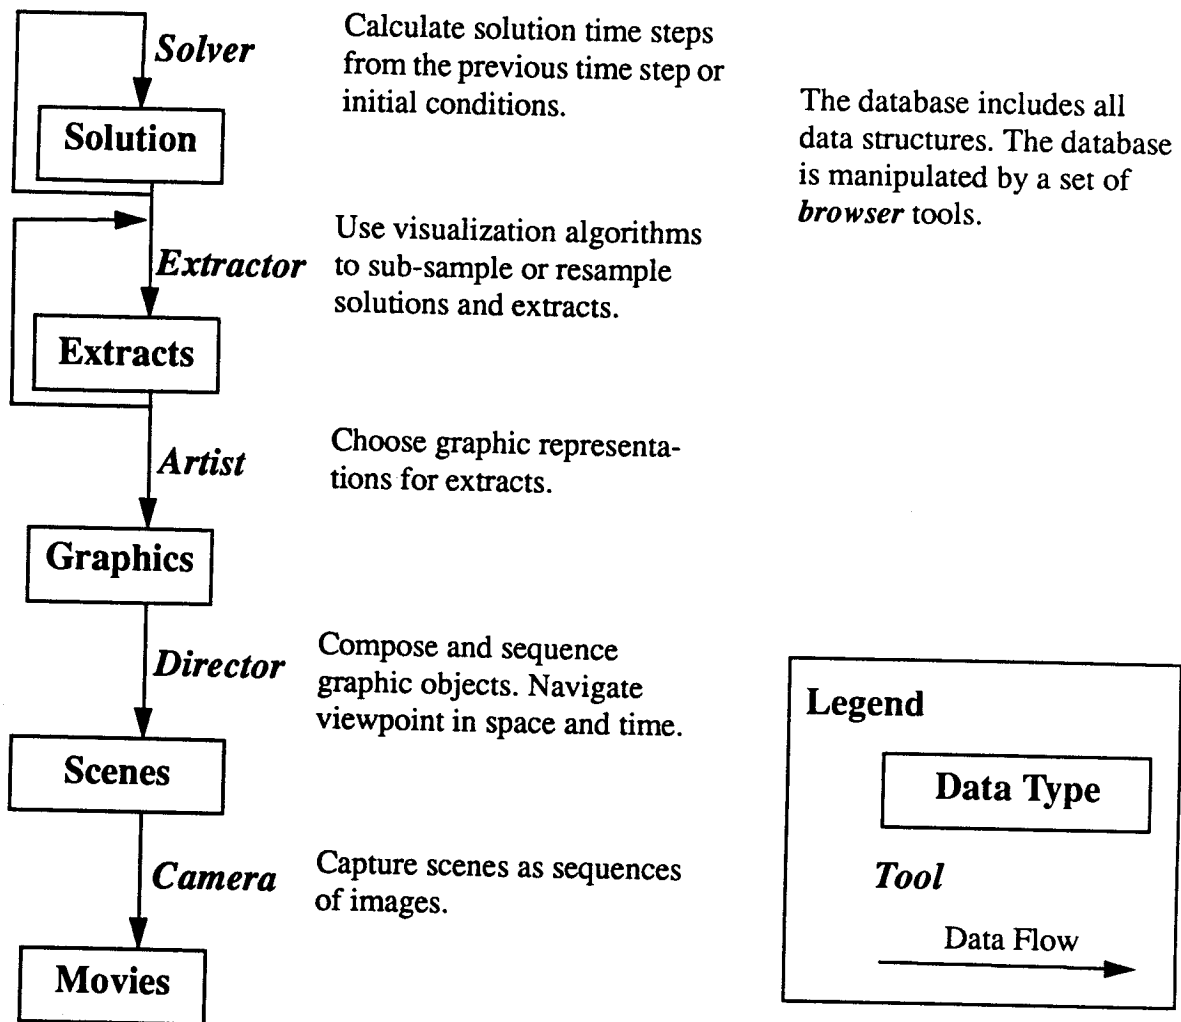 Solver
Calculate solution time steps
from the previous time step or
initial conditions.
Solution
The database includes all
data structures. The database
is manipulated by a set of
browser tools.
Extractor
Use visualization algorithms
to sub-sample or resample
solutions and extracts.
Extracts
Artist
Choose graphic representa-
tions for extracts.
Graphics
Director
Compose and sequence
graphic objects. Navigate
viewpoint in space and time.
Scenes
Camera
Capture scenes as sequences
of images.
Movies
Legend
Data Type
Tool
Data Flow